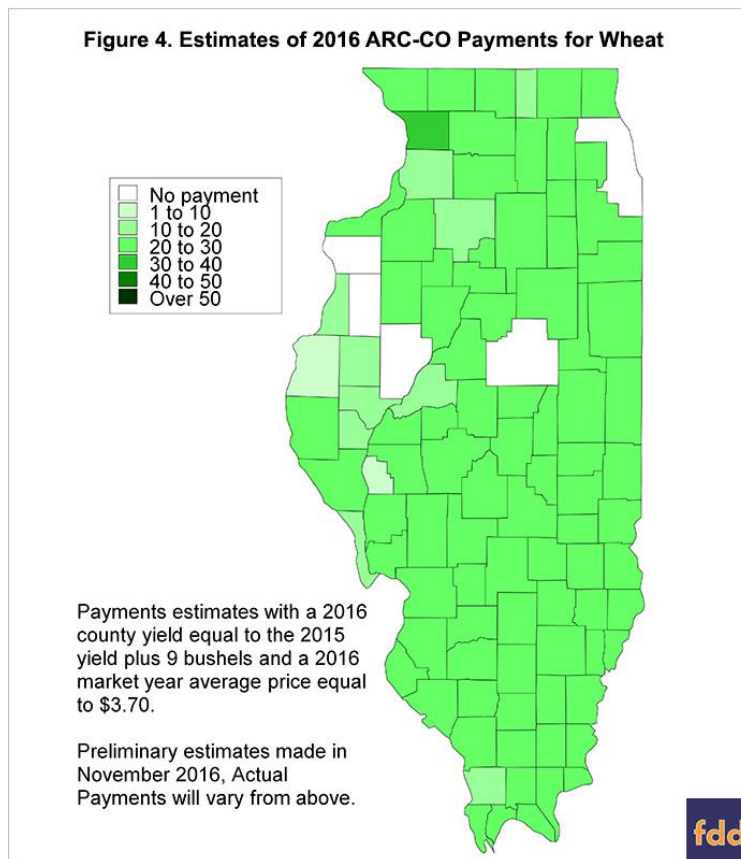 Figure 4. Estimates of 2016 ARC-CO Payments for Wheat
No payment
1 to 10
10 to 20
20 to 30
30 to 40
40 to 50
Over 50
Payments estimates with a 2016
county yield equal to the 2015
yield plus 9 bushels and a 2016
market year average price equal
to $3.70.
Preliminary estimates made in
November 2016, Actual
Payments will vary from above.
fdd